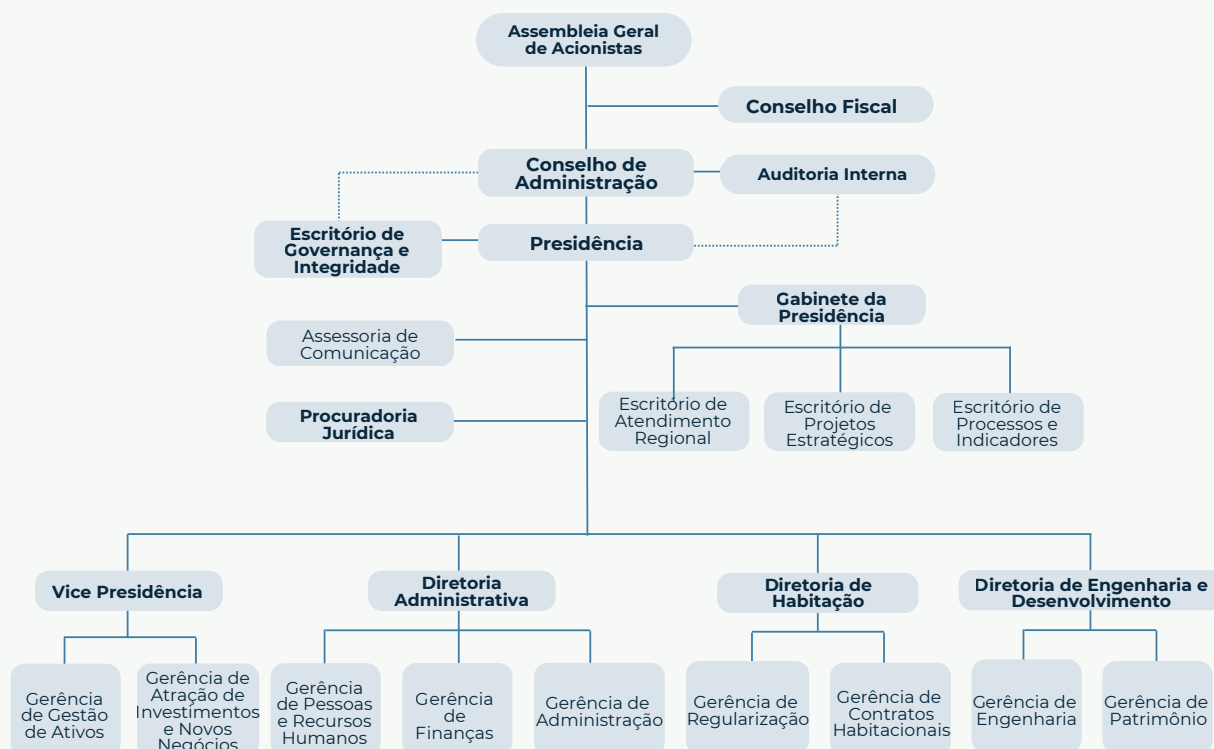 Assembleia Geral
de Acionistas
Conselho Fiscal
Conselho de
Administração
Auditoria Interna
Escritório de
Governança e
Integridade
Presidência
Gabinete da
Presidência
Assessoria de
Comunicação
Procuradoria
Jurídica
Escritório de
Atendimento
Regional
Escritório de
Projetos
Estratégicos
Escritório de
Processos e
Indicadores
Vice Presidência
Diretoria
Administrativa
Diretoria de
Habitação
Diretoria de Engenharia e
Desenvolvimento
Gerência
de Gestão
de Ativos
Gerência de
Atração de
Investimentos
e Novos
Negócios
Gerência
de Pessoas
e Recursos
Humanos
Gerência
de
Finanças
Gerência de
Administração
Gerência de
Regularização
Gerência de
Contratos
Habitacionais
Gerência de
Engenharia
Gerência de
Patrimônio